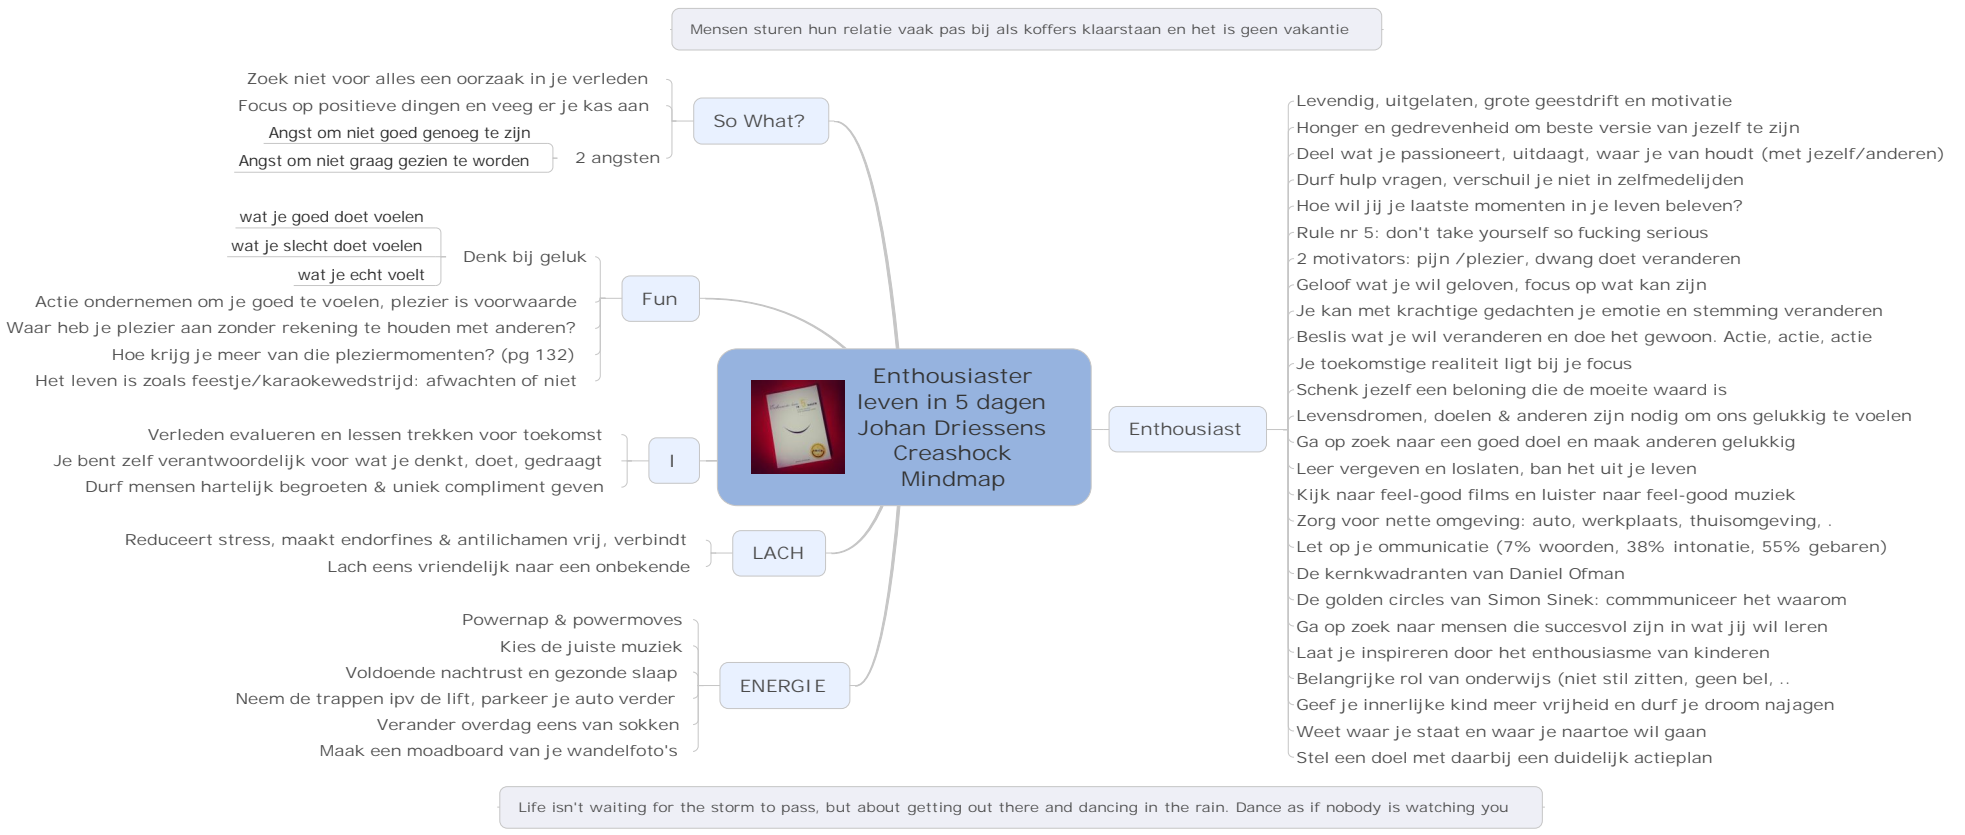 Mensen sturen hun relatie vaak pas bij als koffers klaarstaan en het is geen vakantie
So What?
Zoek niet voor alles een oorzaak in je verleden
Focus op positieve dingen en veeg er je kas aan
2 angsten
Angst om niet goed genoeg te zijn
Angst om niet graag gezien te worden
Fun
Denk bij geluk
wat je goed doet voelen
wat je slecht doet voelen
wat je echt voelt
Actie ondernemen om je goed te voelen, plezier is voorwaarde
Waar heb je plezier aan zonder rekening te houden met anderen?
Hoe krijg je meer van die pleziermomenten? (pg 132)
Het leven is zoals feestje/karaokewedstrijd: afwachten of niet
I
Verleden evalueren en lessen trekken voor toekomst
Je bent zelf verantwoordelijk voor wat je denkt, doet, gedraagt
Durf mensen hartelijk begroeten & uniek compliment geven
LACH
Reduceert stress, maakt endorfines & antilichamen vrij, verbindt
Lach eens vriendelijk naar een onbekende
ENERGIE
Powernap & powermoves
Kies de juiste muziek
Voldoende nachtrust en gezonde slaap
Neem de trappen ipv de lift, parkeer je auto verder
Verander overdag eens van sokken
Maak een moadboard van je wandelfoto's
Enthousiaster
leven in 5 dagen
Johan Driessens
Creashock
Mindmap
Enthousiast
Levendig, uitgelaten, grote geestdrift en motivatie
Honger en gedrevenheid om beste versie van jezelf te zijn
Deel wat je passioneert, uitdaagt, waar je van houdt (met jezelf/anderen)
Durf hulp vragen, verschuil je niet in zelfmedelijden
Hoe wil jij je laatste momenten in je leven beleven?
Rule nr 5: don't take yourself so fucking serious
2 motivators: pijn /plezier, dwang doet veranderen
Geloof wat je wil geloven, focus op wat kan zijn
Je kan met krachtige gedachten je emotie en stemming veranderen
Beslis wat je wil veranderen en doe het gewoon. Actie, actie, actie
Je toekomstige realiteit ligt bij je focus
Schenk jezelf een beloning die de moeite waard is
Levensdromen, doelen & anderen zijn nodig om ons gelukkig te voelen
Ga op zoek naar een goed doel en maak anderen gelukkig
Leer vergeven en loslaten, ban het uit je leven
Kijk naar feel-good films en luister naar feel-good muziek
Zorg voor nette omgeving: auto, werkplaats, thuisomgeving, .
Let op je ommunicatie (7% woorden, 38% intonatie, 55% gebaren)
De kernkwadranten van Daniel Ofman
De golden circles van Simon Sinek: commmuniceer het waarom
Ga op zoek naar mensen die succesvol zijn in wat jij wil leren
Laat je inspireren door het enthousiasme van kinderen
Belangrijke rol van onderwijs (niet stil zitten, geen bel, ..
Geef je innerlijke kind meer vrijheid en durf je droom najagen
Weet waar je staat en waar je naartoe wil gaan
Stel een doel met daarbij een duidelijk actieplan
Life isn't waiting for the storm to pass, but about getting out there and dancing in the rain. Dance as if nobody is watching you